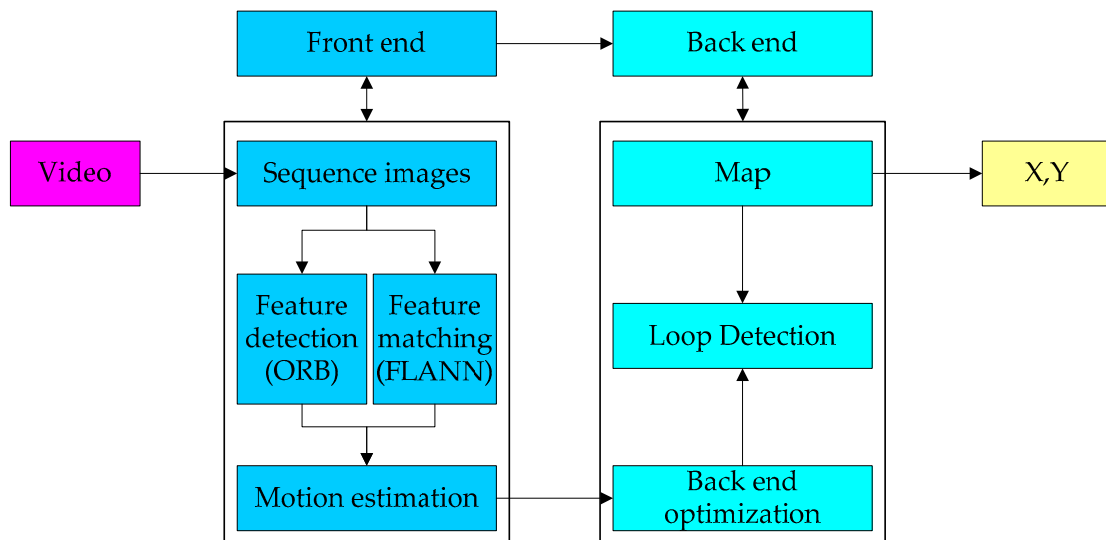 Front end
Back end
Video
Sequence images
Map
X,Y
Feature
detection
(ORB)
Feature
matching
(FLANN)
Loop Detection
Motion estimation
Back end
optimization